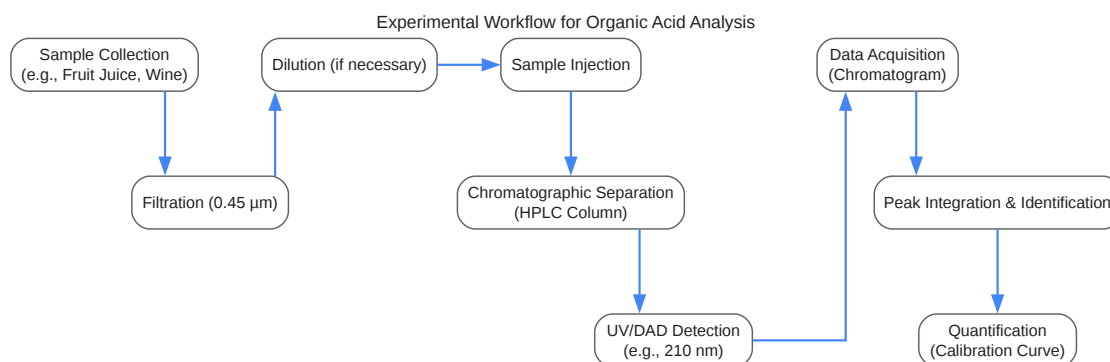 Experimental Workflow for Organic Acid Analysis
Sample Collection
(e.g., Fruit Juice, Wine)
Filtration (0.45 µm)
Dilution (if necessary)
Sample Injection
Chromatographic Separation
(HPLC Column)
UV/DAD Detection
(e.g., 210 nm)
Data Acquisition
(Chromatogram)
Peak Integration & Identification
Quantification
(Calibration Curve)